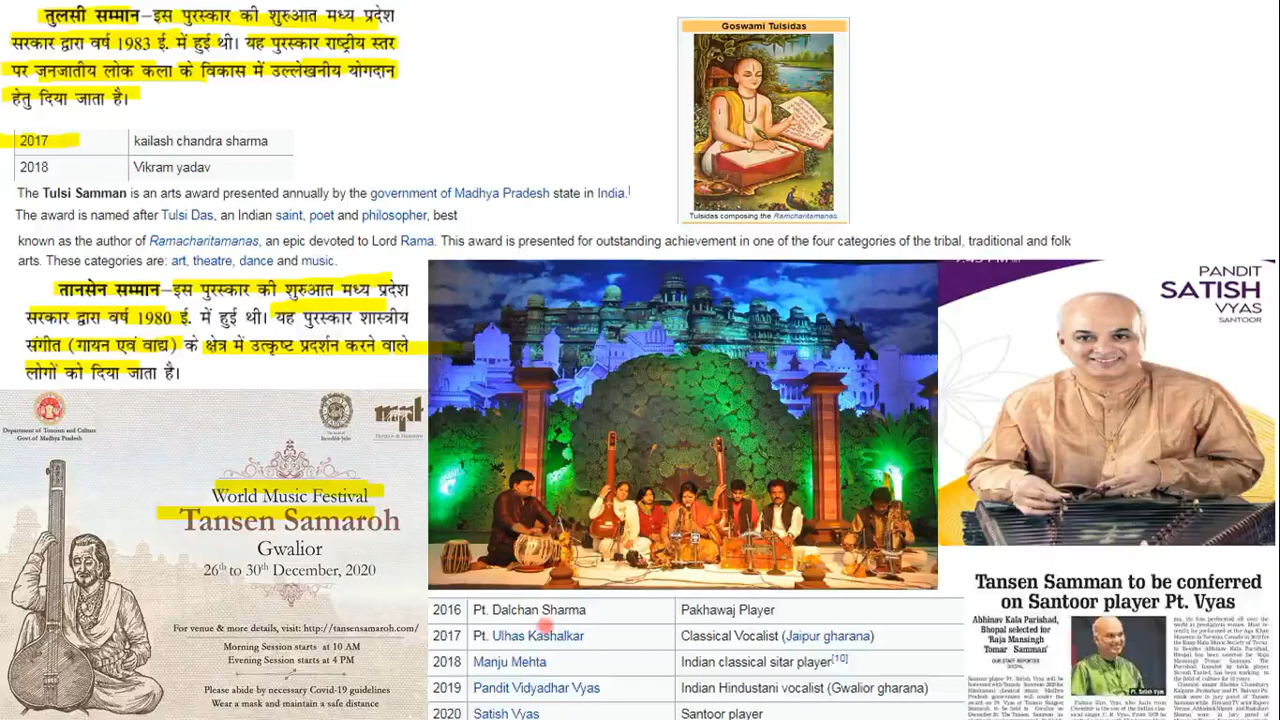 तुलसी सम्मान–इस पुरस्कार की शुरुआत मध्य प्रदेश
सरकार द्वारा वर्ष 1983 ई. में हुई थी। यह पुरस्कार राष्ट्रीय स्तर
पर जनजातीय लोक कला के विकास में उल्लेखनीय योगदान
हेतु दिया जाता है।
2017 kailash chandra sharma
2018 Vikram yadav
The Tulsi Samman is an arts award presented annually by the government of Madhya Pradesh state in India.
The award is named after Tulsi Das, an Indian saint, poet and philosopher, best
known as the author of Ramacharitamanas, an epic devoted to Lord Rama. This award is presented for outstanding achievement in one of the four categories of the tribal, traditional and folk
arts. These categories are: art, theatre, dance and music.
Goswami Tulsidas
Tulsidas composing the Ramcharitamanas
तानसेन सम्मान–इस पुरस्कार की शुरुआत मध्य प्रदेश
सरकार द्वारा वर्ष 1980 ई. में हुई थी। यह पुरस्कार शास्त्रीय
संगीत (गायन एवं वाद्य) के क्षेत्र में उत्कृष्ट प्रदर्शन करने वाले
लोगों को दिया जाता है।
Department of Tourism and Culture
Govt of Madhya Pradesh
World Music Festival
Tansen Samaroh
Gwalior
26th to 30th December, 2020
For venue & more details, visit: http://tansensamaroh.com/
Morning Session starts at 10 AM
Evening Session starts at 4 PM
Please abide by all Covid-19 guidelines
Wear a mask and maintain social distance
PANDIT
SATISH
VYAS
SANTOOR
2016 Pt. Dalchan Sharma Pakhawaj Player
2017 Kashalkar Classical Vocalist (Jaipur gharana)
2018 Manju Mehta Indian classical sitar player[10]
2019 Pandit Vidyadhar Vyas Indian Hindustani vocalist (Gwalior gharana)
Santoor player
Tansen Samman to be conferred
on Santoor player Pt. Vyas
Abhinav Kala Parishad,
Bhopal selected for
'Raja Mansingh
Tomar Samman'
OUR STAFF REPORTER
BHOPAL
Pt. Satish Vyas